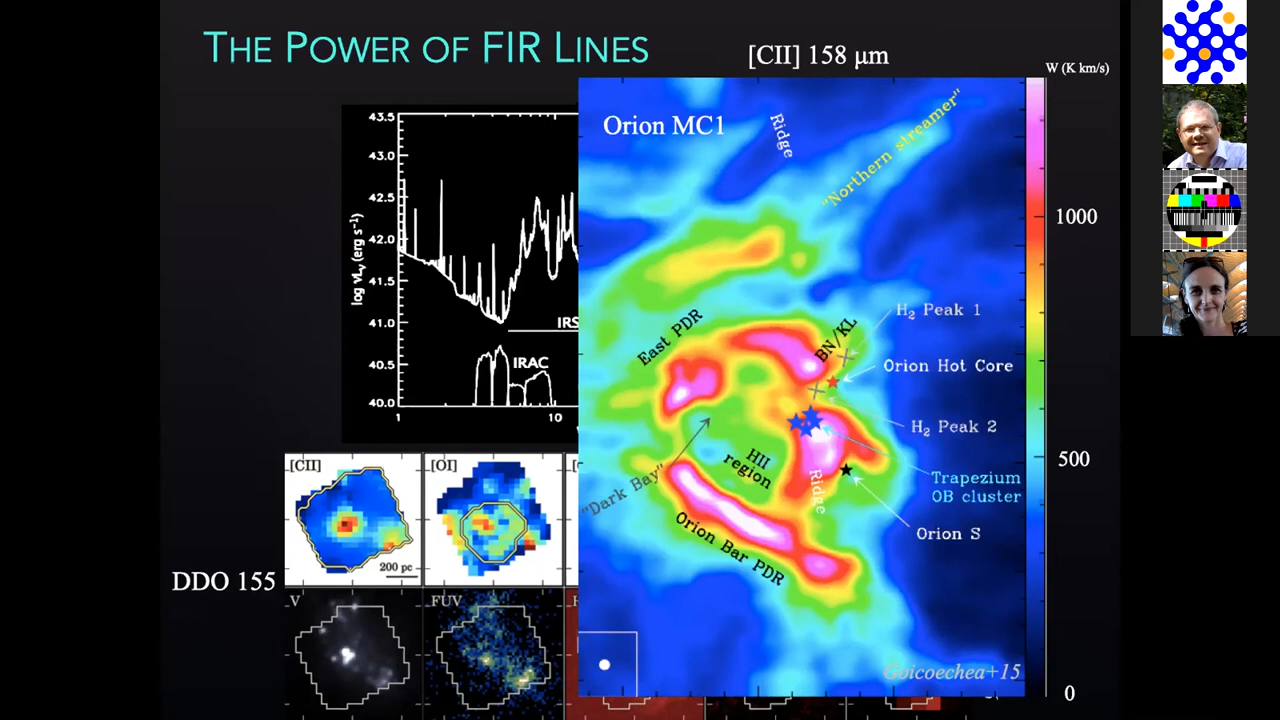 THE POWER OF FIR LINES
[CII] 158 µm
W (K km/s)
Orion MC1
Ridge
"Northern streamer"
1000
H2 Peak 1
BN/KL
East PDR
Orion Hot Core
H2 Peak 2
500
HII
region
"Dark Bay"
Ridge
Trapezium
OB cluster
Orion S
Orion Bar PDR
Goicoechea+15
0
43.5
43.0
42.5
42.0
41.5
41.0
40.5
40.0
log νLν (erg s-1)
IRS
IRAC
1
10
[CII]
[OI]
200 pc
DDO 155
V
FUV